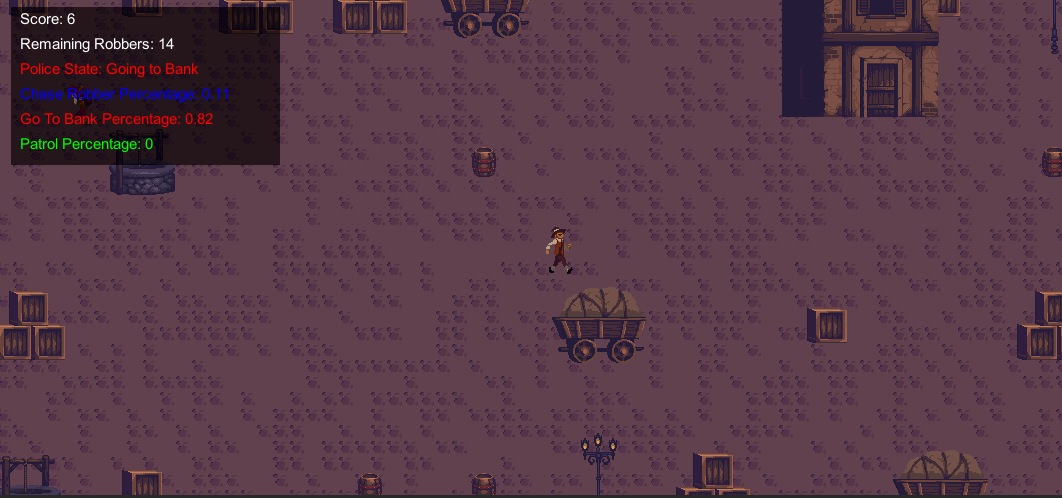 Score: 6
Remaining Robbers: 14
Police State: Going to Bank
Chase Robber Percentage: 0.11
Go To Bank Percentage: 0.82
Patrol Percentage: 0